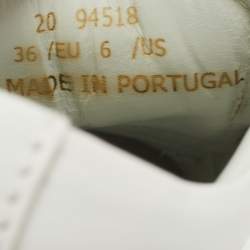 20 94518
36 /EU 6 /US
MADE IN PORTUGAL